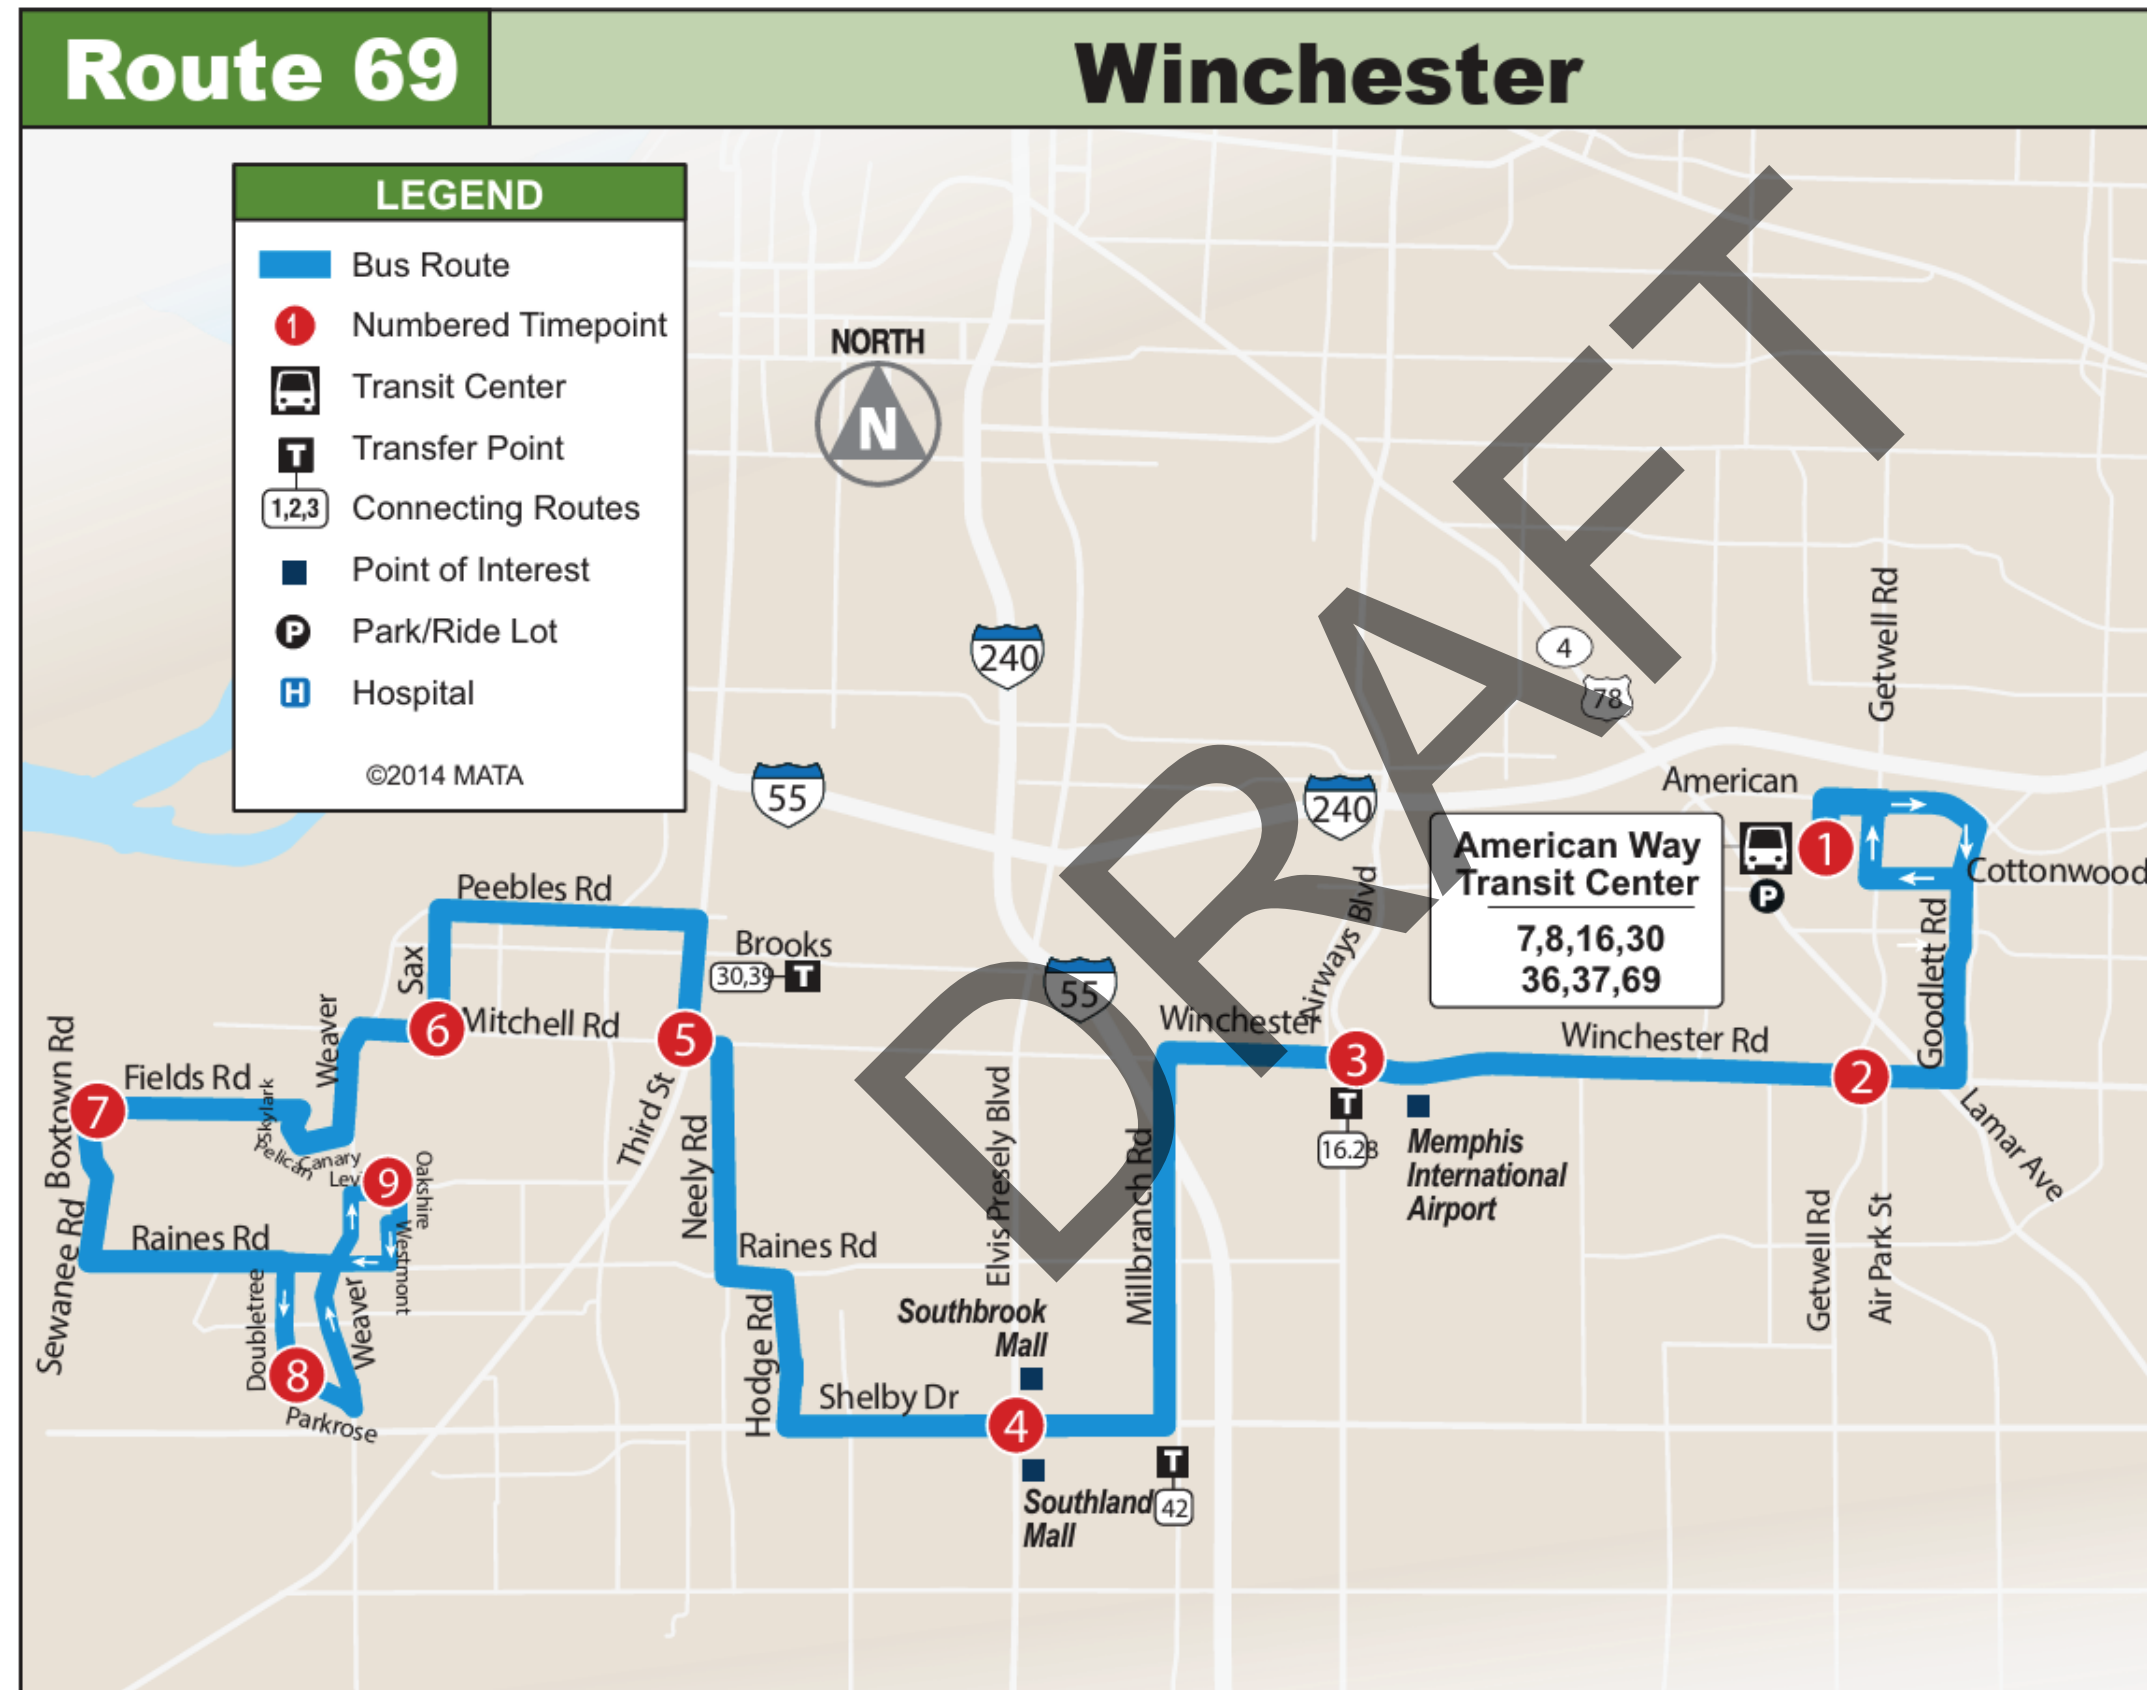 Route 69
Winchester
LEGEND
Bus Route
1 Numbered Timepoint
Transit Center
T Transfer Point
1,2,3 Connecting Routes
Point of Interest
P Park/Ride Lot
H Hospital
©2014 MATA
NORTH
N
DRAFT
240
55
240
55
4
78
Getwell Rd
American
1
P
American Way
Transit Center
7,8,16,30
36,37,69
Cottonwood
Goodlett Rd
Airways Blvd
Winchester
Winchester Rd
3
2
T
16.28
Memphis
International
Airport
Lamar Ave
Getwell Rd
Air Park St
Peebles Rd
Brooks
30,39
T
Sax
6
Mitchell Rd
5
Weaver
Third St
Neely Rd
Boxtown Rd
Fields Rd
7
Skylark
Pelican
Canary
Levi
9
Oakshire
Westmont
Sewanee Rd
Raines Rd
Doubletree
Weaver
8
Parkrose
Raines Rd
Hodge Rd
Elvis Presely Blvd
Millbranch Rd
Southbrook
Mall
Shelby Dr
4
Southland
Mall
T
42